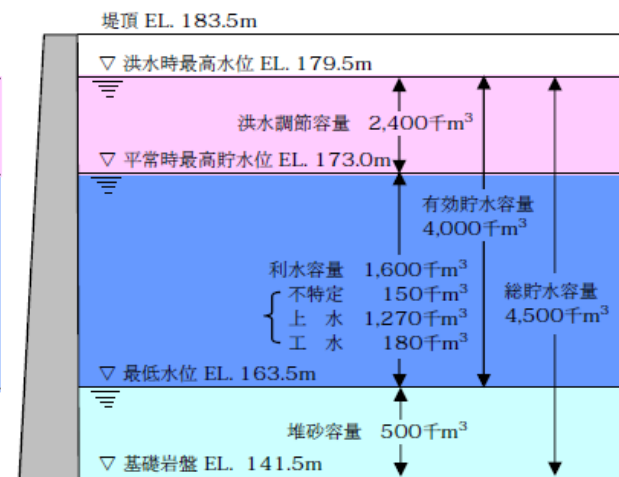 堤頂 EL. 183.5m
▽ 洪水時最高水位 EL. 179.5m
洪水調節容量 2,400千m³
▽ 平常時最高貯水位 EL. 173.0m
有効貯水容量
4,000千m³
利水容量 1,600千m³
不特定 150千m³
上 水 1,270千m³
工 水 180千m³
総貯水容量
4,500千m³
▽ 最低水位 EL. 163.5m
堆砂容量 500千m³
▽ 基礎岩盤 EL. 141.5m